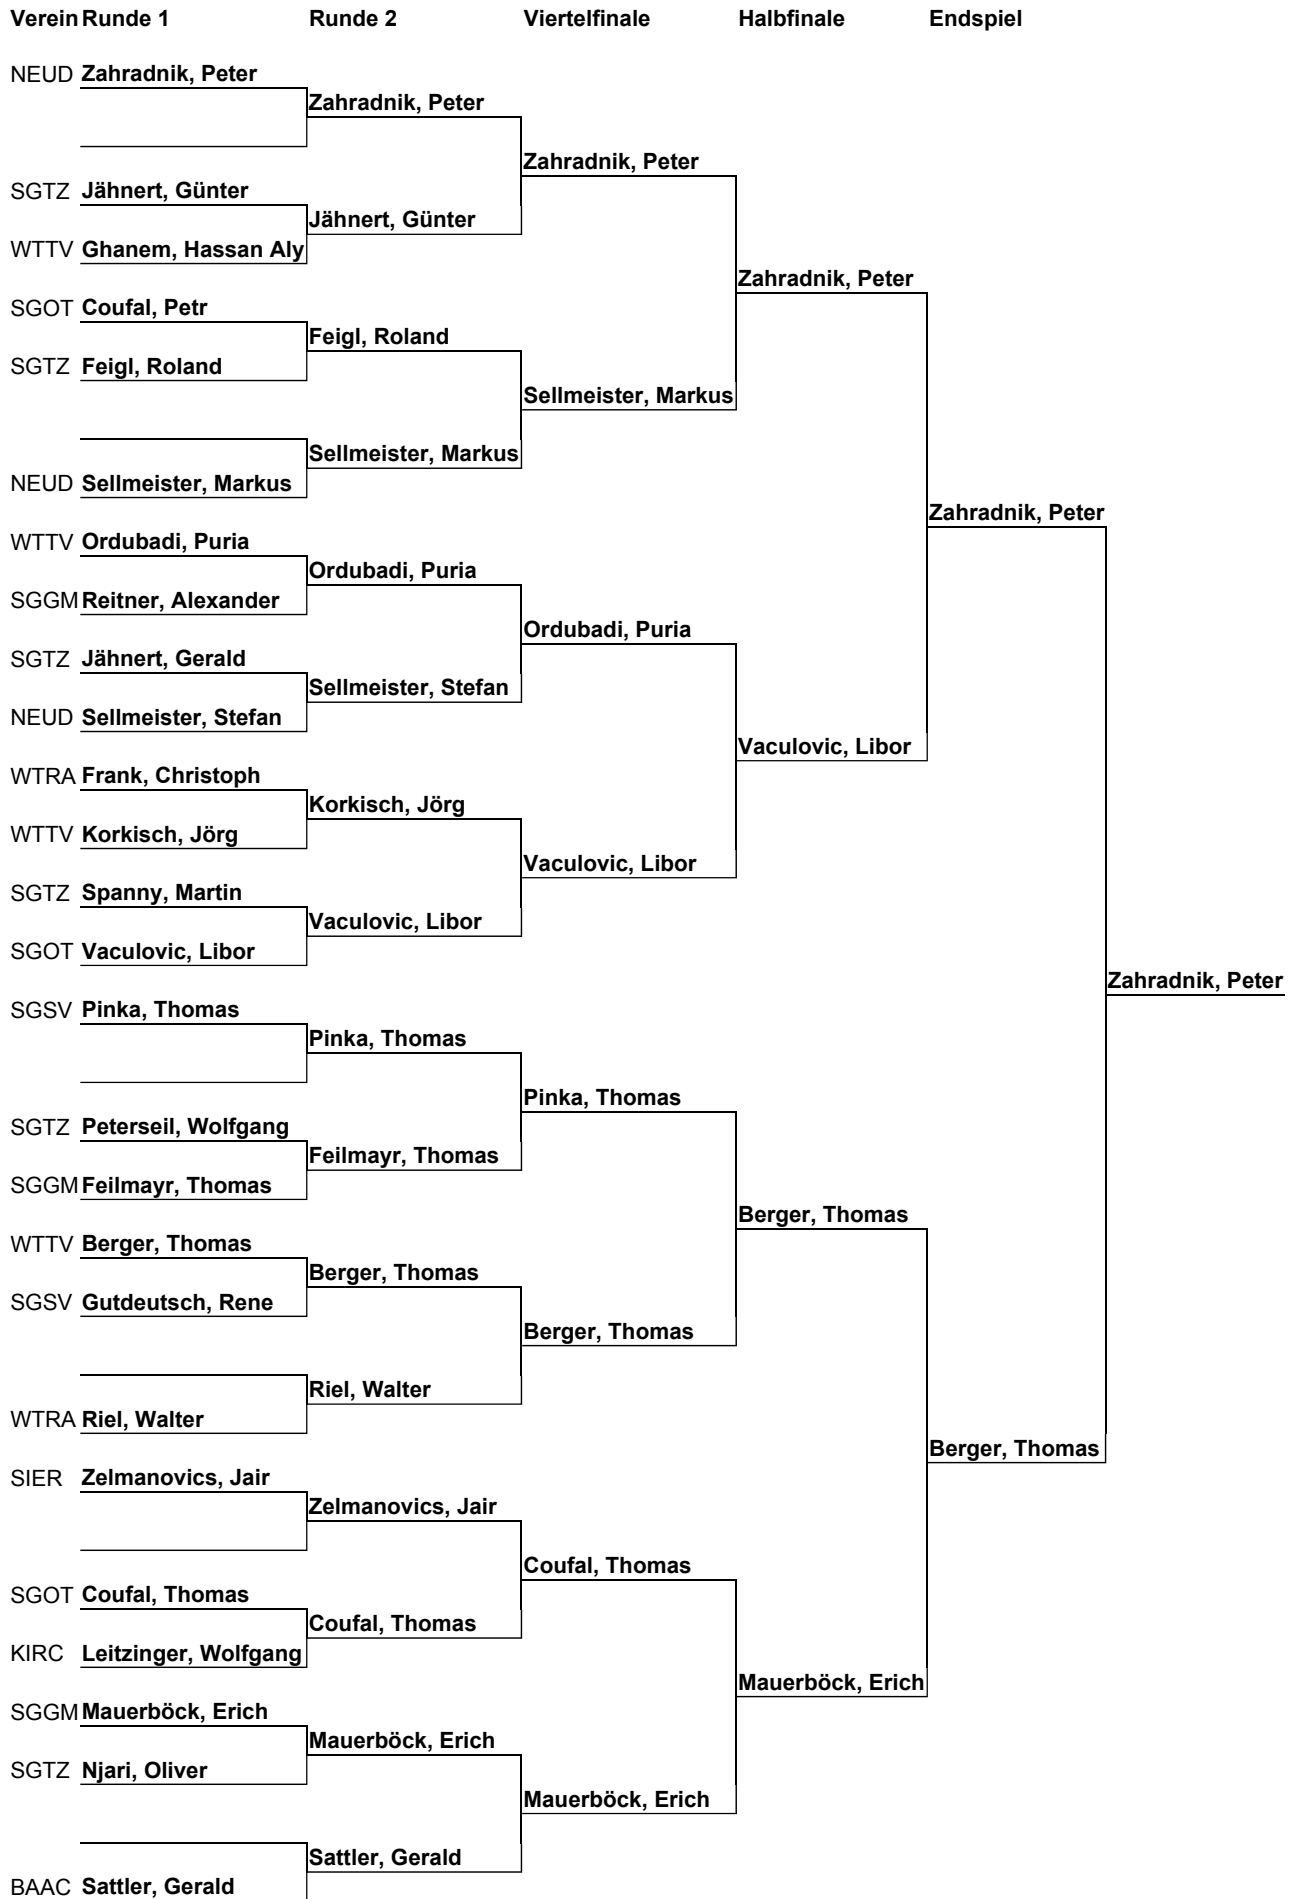 Verein Runde 1 Runde 2 Viertelfinale Halbfinale Endspiel
NEUD Zahradnik, Peter
Zahradnik, Peter
Zahradnik, Peter
SGTZ Jähnert, Günter
Jähnert, Günter
WTTV Ghanem, Hassan Aly
Zahradnik, Peter
SGOT Coufal, Petr
Feigl, Roland
SGTZ Feigl, Roland
Sellmeister, Markus
Sellmeister, Markus
NEUD Sellmeister, Markus
Zahradnik, Peter
WTTV Ordubadi, Puria
Ordubadi, Puria
SGGM Reitner, Alexander
Ordubadi, Puria
SGTZ Jähnert, Gerald
Sellmeister, Stefan
NEUD Sellmeister, Stefan
Vaculovic, Libor
WTRA Frank, Christoph
Korkisch, Jörg
WTTV Korkisch, Jörg
Vaculovic, Libor
SGTZ Spanny, Martin
Vaculovic, Libor
SGOT Vaculovic, Libor
Zahradnik, Peter
SGSV Pinka, Thomas
Pinka, Thomas
Pinka, Thomas
SGTZ Peterseil, Wolfgang
Feilmayr, Thomas
SGGM Feilmayr, Thomas
Berger, Thomas
WTTV Berger, Thomas
Berger, Thomas
SGSV Gutdeutsch, Rene
Berger, Thomas
Riel, Walter
WTRA Riel, Walter
Berger, Thomas
SIER Zelmanovics, Jair
Zelmanovics, Jair
Coufal, Thomas
SGOT Coufal, Thomas
Coufal, Thomas
KIRC Leitzinger, Wolfgang
Mauerböck, Erich
SGGM Mauerböck, Erich
Mauerböck, Erich
SGTZ Njari, Oliver
Mauerböck, Erich
Sattler, Gerald
BAAC Sattler, Gerald